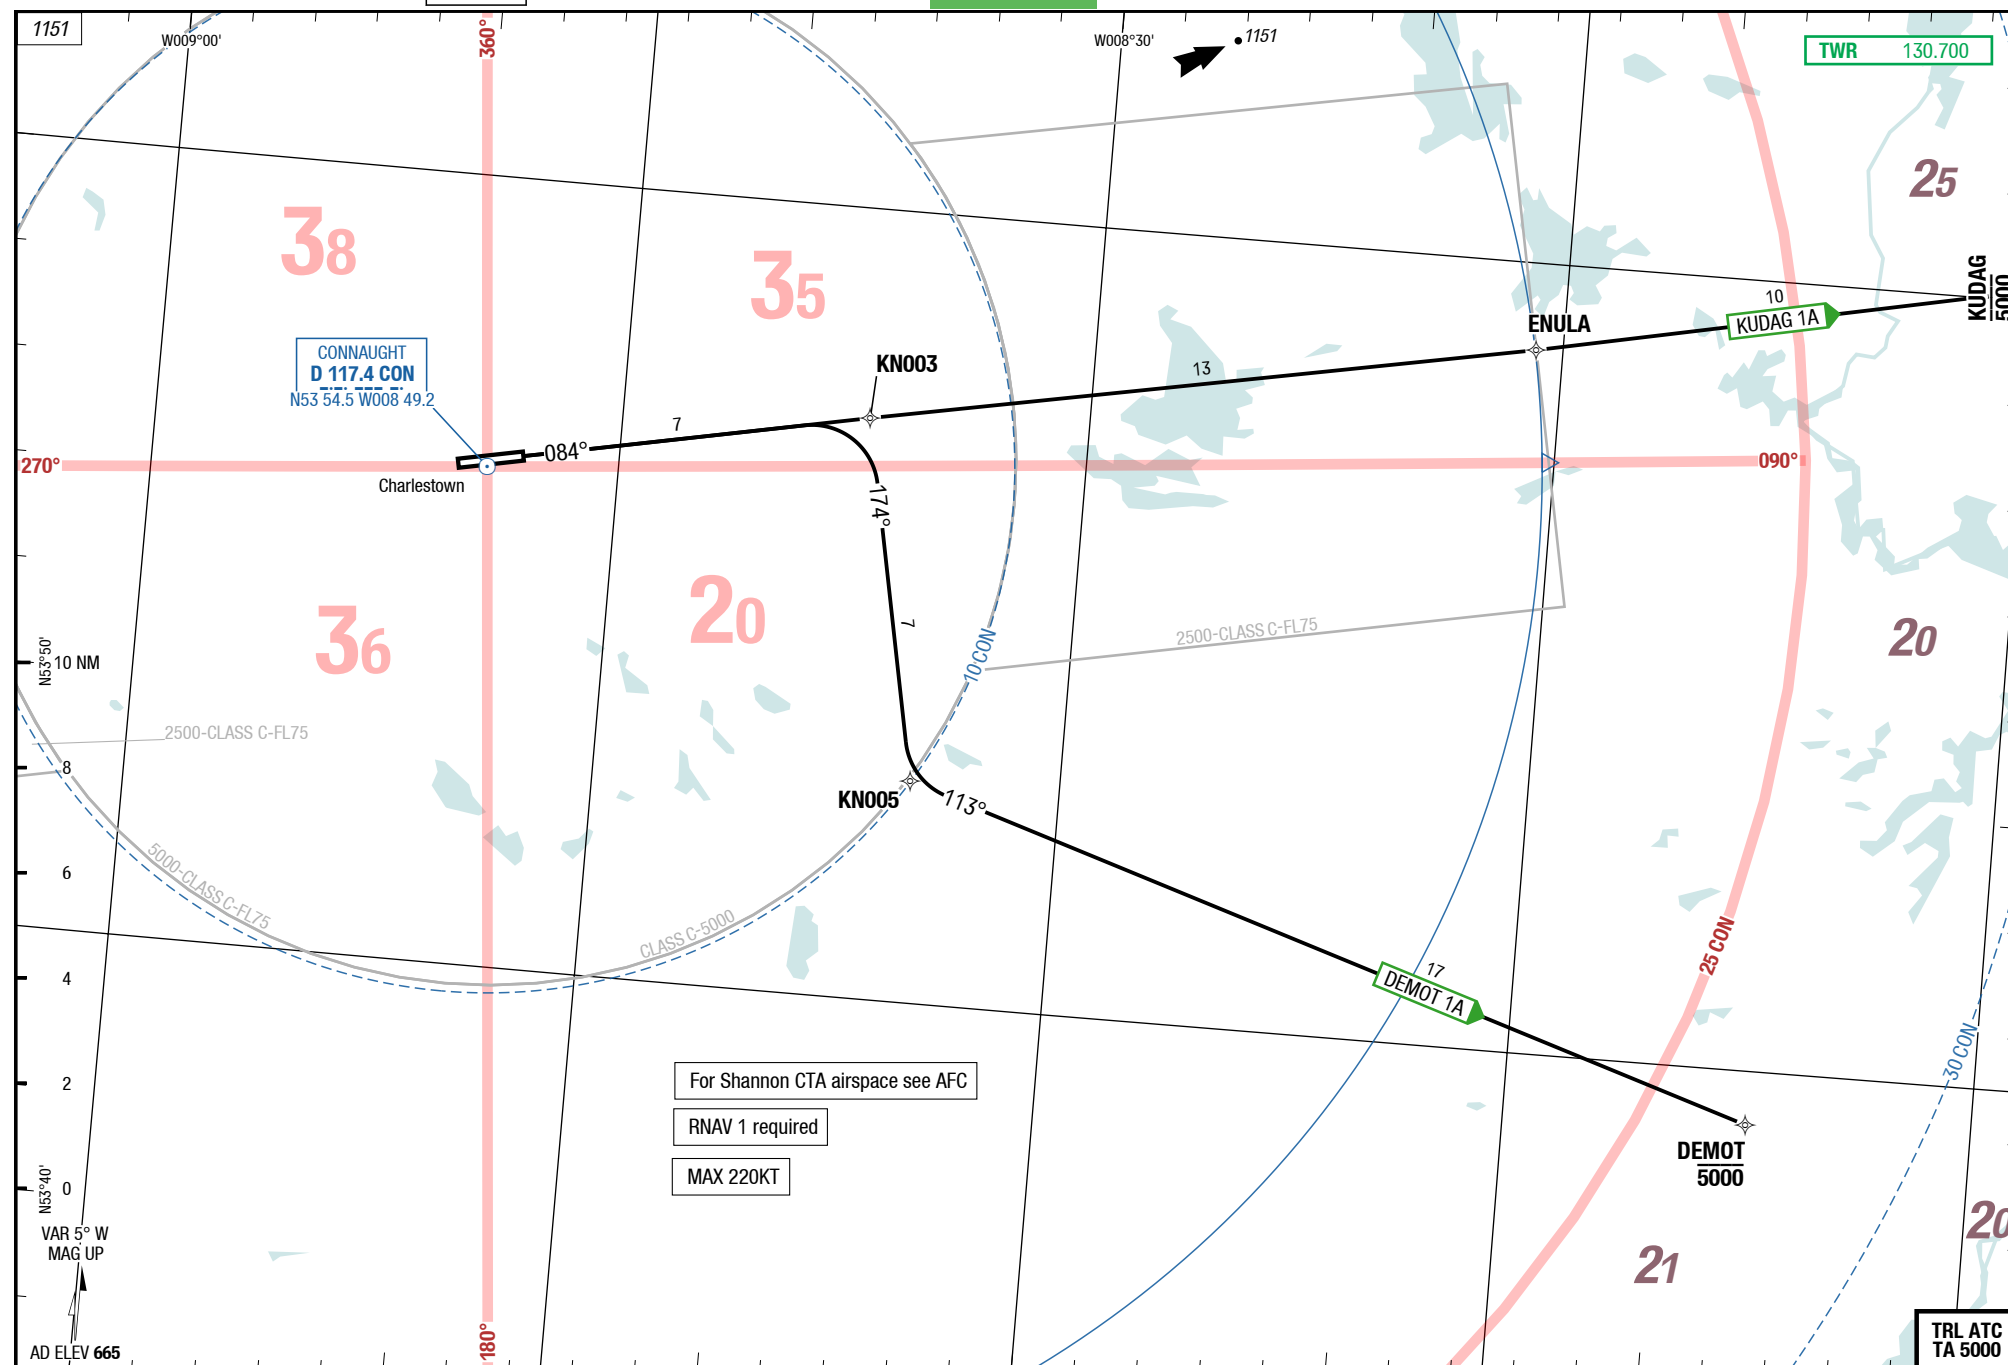 1151
W009°00'
360°
W008°30'
1151
TWR 130.700
25
38
35
KUDAG
5000
10
KUDAG 1A
ENULA
CONNAUGHT
D 117.4 CON
N53 54.5 W008 49.2
KN003
13
7
084°
270°
090°
Charlestown
174°
20
36
7
20
2500-CLASS C-FL75
10 CON
N53°50'
10 NM
2500-CLASS C-FL75
8
KN005
113°
6
5000-CLASS C-FL75
CLASS C-5000
25 CON
4
17
DEMOT 1A
30 CON
2
For Shannon CTA airspace see AFC
RNAV 1 required
DEMOT
5000
MAX 220KT
N53°40'
0
20
VAR 5° W
MAG UP
21
180°
AD ELEV 665
TRL ATC
TA 5000